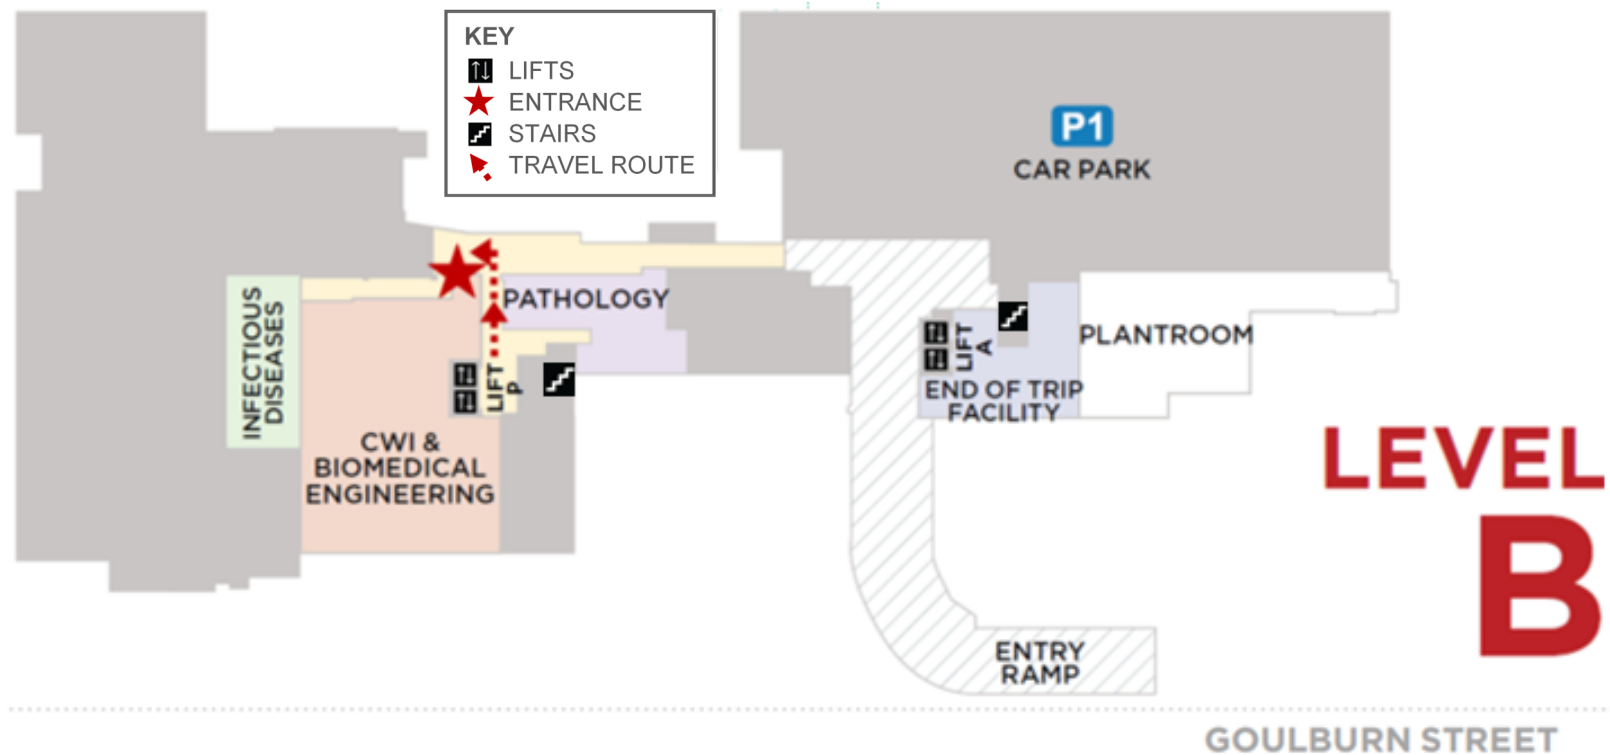 KEY
LIFTS
ENTRANCE
STAIRS
TRAVEL ROUTE
P1
CAR PARK
INFECTIOUS
DISEASES
PATHOLOGY
LIFT
P
CWI &
BIOMEDICAL
ENGINEERING
LIFT
A
END OF TRIP
FACILITY
PLANTROOM
LEVEL
B
ENTRY
RAMP
GOULBURN STREET